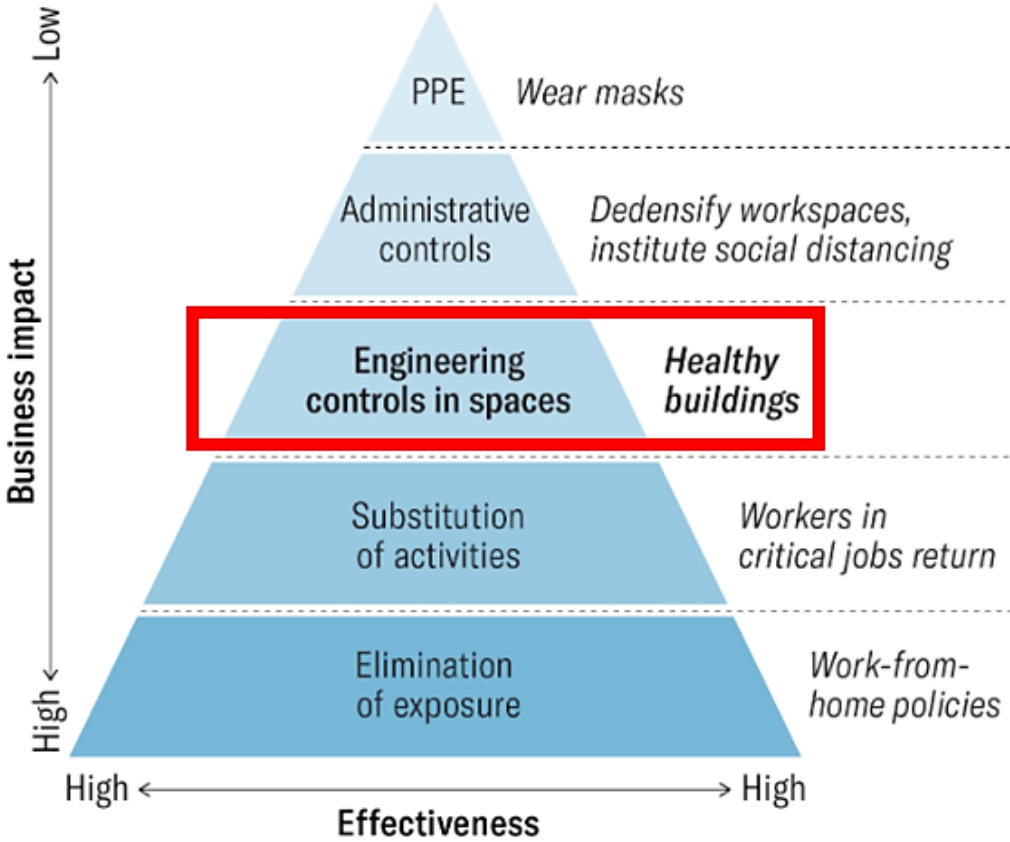 Low
PPE
Wear masks
Administrative
controls
Dedensify workspaces,
institute social distancing
Business impact
Engineering
controls in spaces
Healthy
buildings
Substitution
of activities
Workers in
critical jobs return
Elimination
of exposure
Work-from-
home policies
High
High
High
Effectiveness